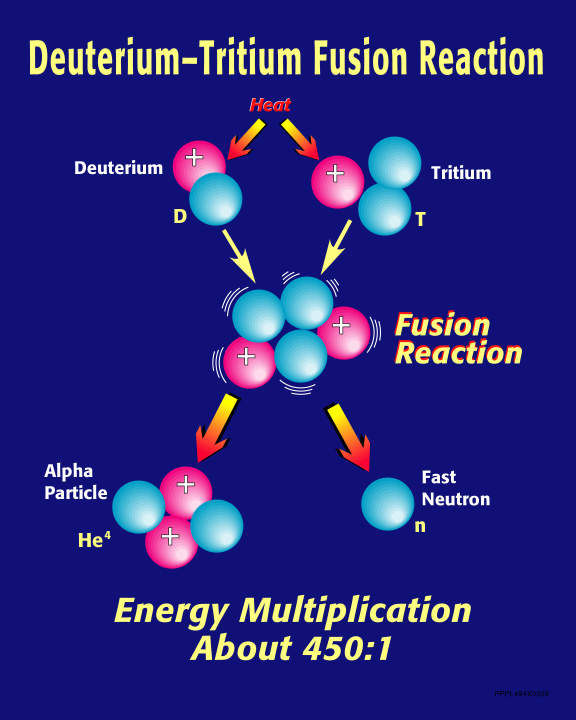 Deuterium–Tritium Fusion Reaction
Heat
Deuterium
+
D
+
Tritium
T
+
+
Fusion
Reaction
Alpha
Particle
He⁴
+
+
Fast
Neutron
n
Energy Multiplication
About 450:1